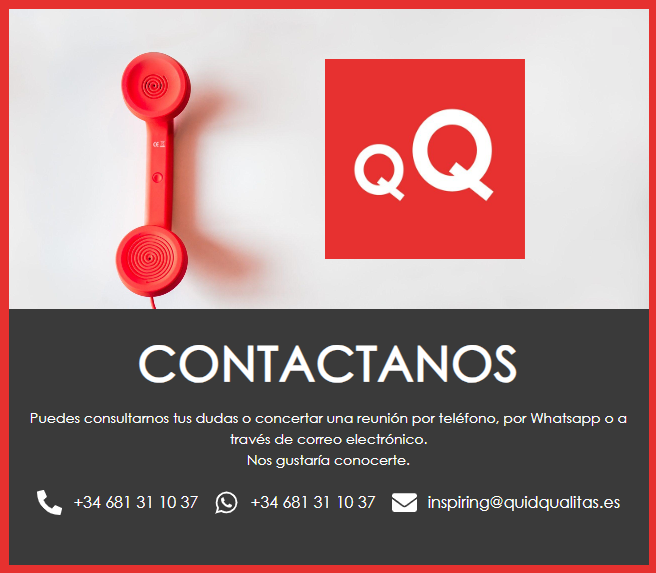 QQ
CONTACTANOS
Puedes consultarnos tus dudas o concertar una reunión por teléfono, por Whatsapp o a
través de correo electrónico.
Nos gustaría conocerte.
+34 681 31 10 37 +34 681 31 10 37 inspiring@quidqualitas.es